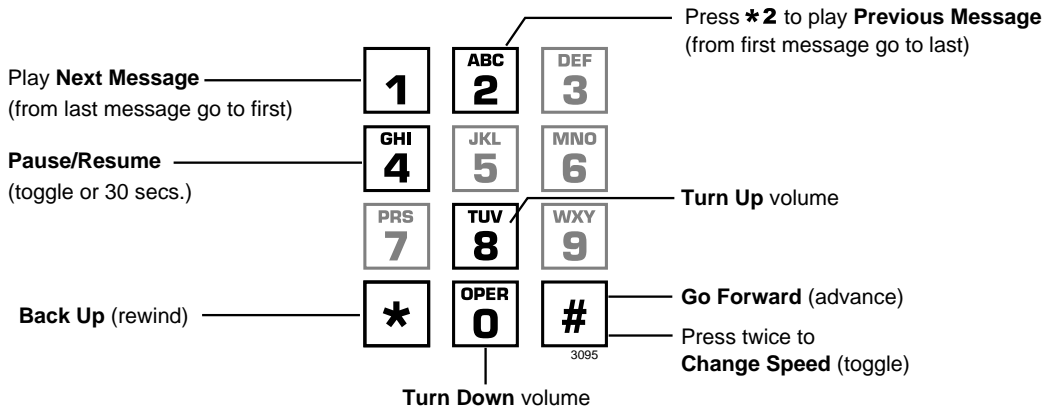 Press *2 to play Previous Message
(from first message go to last)
Play Next Message
(from last message go to first)
1
ABC
2
DEF
3
Pause/Resume
(toggle or 30 secs.)
GHI
4
JKL
5
MNO
6
Turn Up volume
PRS
7
TUV
8
WXY
9
Back Up (rewind)
*
OPER
0
#
3095
Go Forward (advance)
Press twice to
Change Speed (toggle)
Turn Down volume